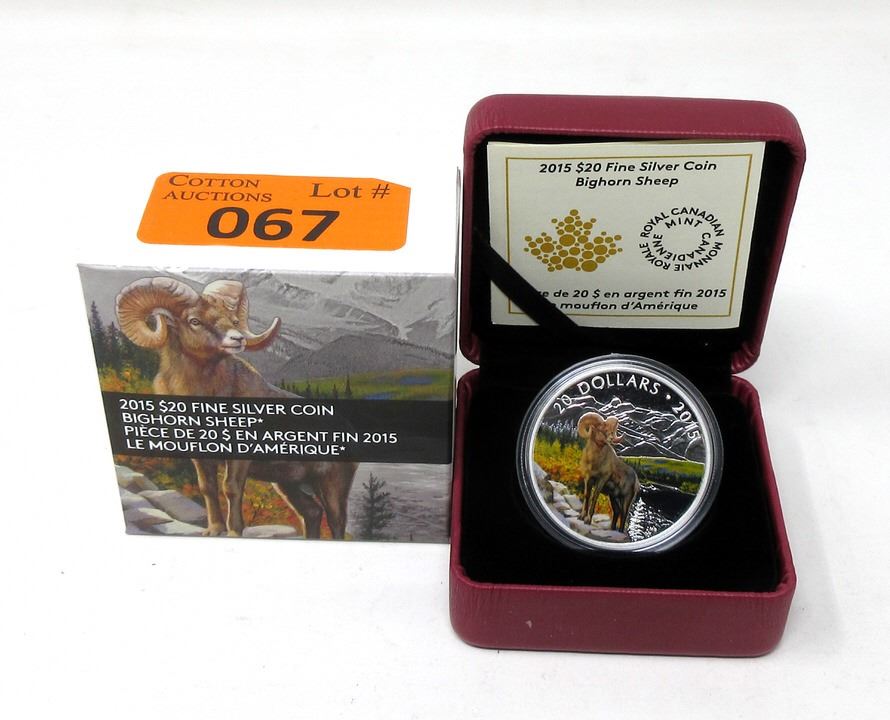 COTTON
AUCTIONS
Lot #
067
2015 $20 FINE SILVER COIN
BIGHORN SHEEP*
PIÈCE DE 20 $ EN ARGENT FIN 2015
LE MOUFLON D'AMÉRIQUE*
2015 $20 Fine Silver Coin
Bighorn Sheep
ROYAL CANADIAN MINT
MONNAIE ROYALE CANADIENNE
de 20 $ en argent fin 2015
mouflon d'Amérique
20 DOLLARS • 2015